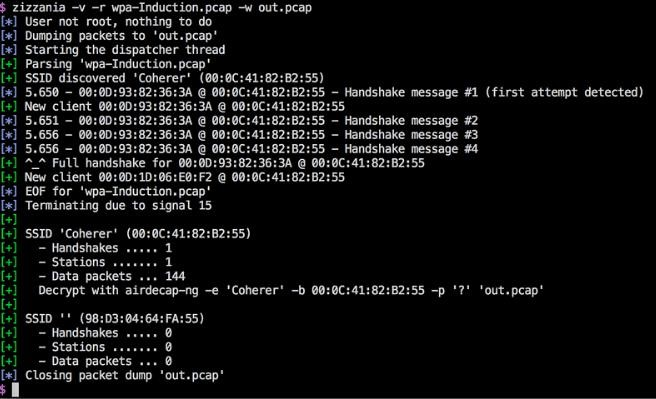 $ zizzania -v -r wpa-Induction.pcap -w out.pcap
[*] User not root, nothing to do
[*] Dumping packets to 'out.pcap'
[*] Starting the dispatcher thread
[+] Parsing 'wpa-Induction.pcap'
[+] SSID discovered 'Coherer' (00:0C:41:82:B2:55)
[*] 5.650 - 00:0D:93:82:36:3A @ 00:0C:41:82:B2:55 - Handshake message #1 (first attempt detected)
[+] New client 00:0D:93:82:36:3A @ 00:0C:41:82:B2:55
[*] 5.651 - 00:0D:93:82:36:3A @ 00:0C:41:82:B2:55 - Handshake message #2
[*] 5.656 - 00:0D:93:82:36:3A @ 00:0C:41:82:B2:55 - Handshake message #3
[*] 5.656 - 00:0D:93:82:36:3A @ 00:0C:41:82:B2:55 - Handshake message #4
[+] ^_^ Full handshake for 00:0D:93:82:36:3A @ 00:0C:41:82:B2:55
[+] New client 00:0D:1D:06:E0:F2 @ 00:0C:41:82:B2:55
[*] EOF for 'wpa-Induction.pcap'
[*] Terminating due to signal 15
[+]
[+] SSID 'Coherer' (00:0C:41:82:B2:55)
[+]   - Handshakes ..... 1
[+]   - Stations ....... 1
[+]   - Data packets ... 144
[+]   Decrypt with airdecap-ng -e 'Coherer' -b 00:0C:41:82:B2:55 -p '?' 'out.pcap'
[+]
[+] SSID '' (98:D3:04:64:FA:55)
[+]   - Handshakes ..... 0
[+]   - Stations ....... 0
[+]   - Data packets ... 0
[*] Closing packet dump 'out.pcap'
$